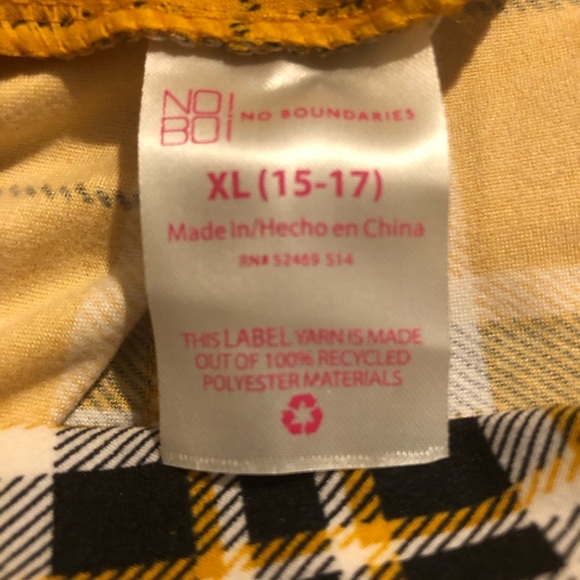 NO!
BO!
NO BOUNDARIES
XL (15-17)
Made in/Hecho en China
RN# 52469 S14
THIS LABEL YARN IS MADE
OUT OF 100% RECYCLED
POLYESTER MATERIALS